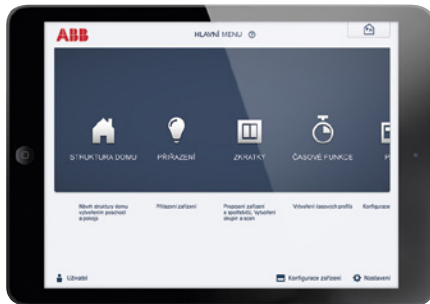 ABB
HLAVNÍ MENU ?
STRUKTURA DOMU
PŘIŘAZENÍ
ZKRATKY
ČASOVÉ FUNKCE
P
Návrh struktury domu
vytvořením poschodí
a pokojů
Přiřazení zařízení
Propojení zařízení
a spotřebičů, Vytvoření
skupin a scén
Vytvoření časových profilů
Konfigurace
Uživatel
Konfigurace zařízení
Nastavení